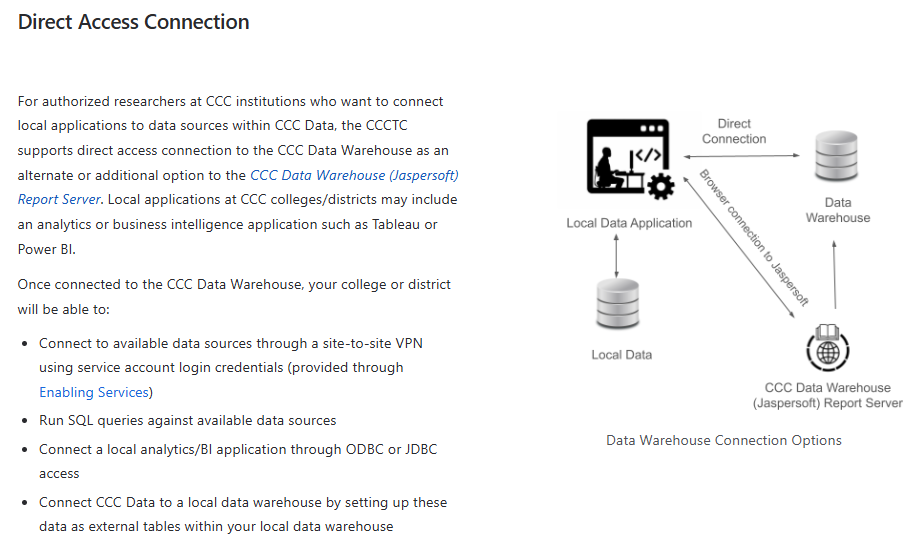 Direct Access Connection
For authorized researchers at CCC institutions who want to connect
local applications to data sources within CCC Data, the CCCTC
supports direct access connection to the CCC Data Warehouse as an
alternate or additional option to the CCC Data Warehouse (Jaspersoft)
Report Server. Local applications at CCC colleges/districts may include
an analytics or business intelligence application such as Tableau or
Power BI.
Once connected to the CCC Data Warehouse, your college or district
will be able to:
• Connect to available data sources through a site-to-site VPN
using service account login credentials (provided through
Enabling Services)
• Run SQL queries against available data sources
• Connect a local analytics/BI application through ODBC or JDBC
access
• Connect CCC Data to a local data warehouse by setting up these
data as external tables within your local data warehouse
Direct
Connection
</>
Local Data Application
Data
Warehouse
Browser connection to Jaspersoft
Local Data
CCC Data Warehouse
(Jaspersoft) Report Server
Data Warehouse Connection Options